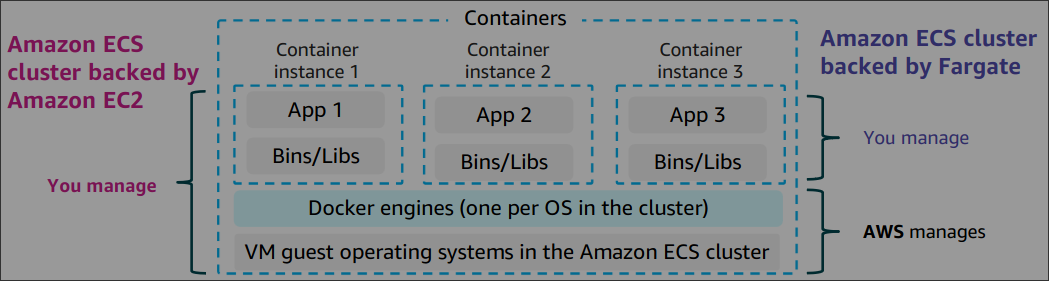 Containers
Amazon ECS
cluster backed by
Amazon EC2
Container
instance 1
Container
instance 2
Container
instance 3
Amazon ECS cluster
backed by Fargate
App 1
App 2
App 3
Bins/Libs
Bins/Libs
Bins/Libs
You manage
You manage
Docker engines (one per OS in the cluster)
VM guest operating systems in the Amazon ECS cluster
AWS manages